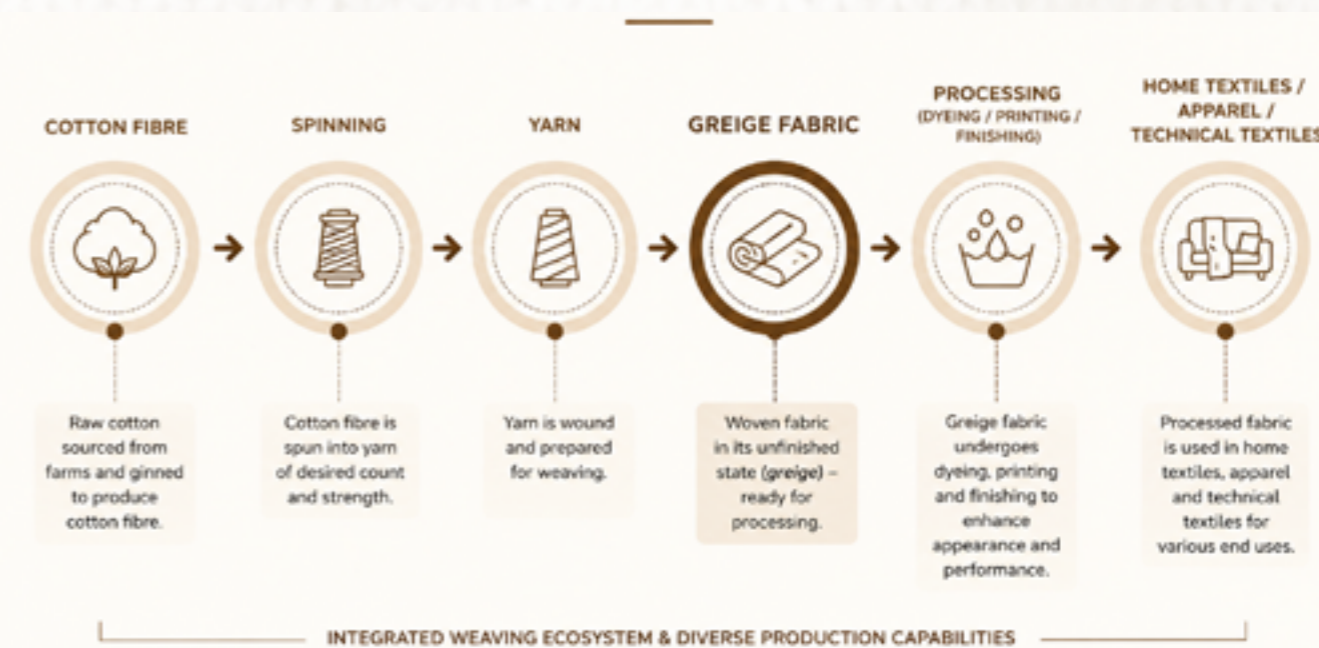 COTTON FIBRE
SPINNING
YARN
GREIGE FABRIC
PROCESSING
(DYEING / PRINTING /
FINISHING)
HOME TEXTILES /
APPAREL /
TECHNICAL TEXTILES
Raw cotton
sourced from
farms and ginned
to produce
cotton fibre.
Cotton fibre is
spun into yarn
of desired count
and strength.
Yarn is wound
and prepared
for weaving.
Woven fabric
in its unfinished
state (greige) –
ready for
processing.
Greige fabric
undergoes
dyeing, printing
and finishing to
enhance
appearance and
performance.
Processed fabric
is used in home
textiles, apparel
and technical
textiles for
various end uses.
INTEGRATED WEAVING ECOSYSTEM & DIVERSE PRODUCTION CAPABILITIES